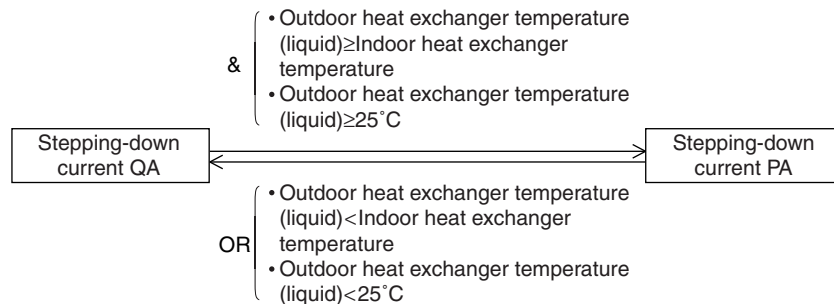 • Outdoor heat exchanger temperature
(liquid)≥Indoor heat exchanger
temperature
&
• Outdoor heat exchanger temperature
(liquid)≥25˚C
Stepping-down
current QA
Stepping-down
current PA
• Outdoor heat exchanger temperature
(liquid)<Indoor heat exchanger
temperature
OR
• Outdoor heat exchanger temperature
(liquid)<25˚C